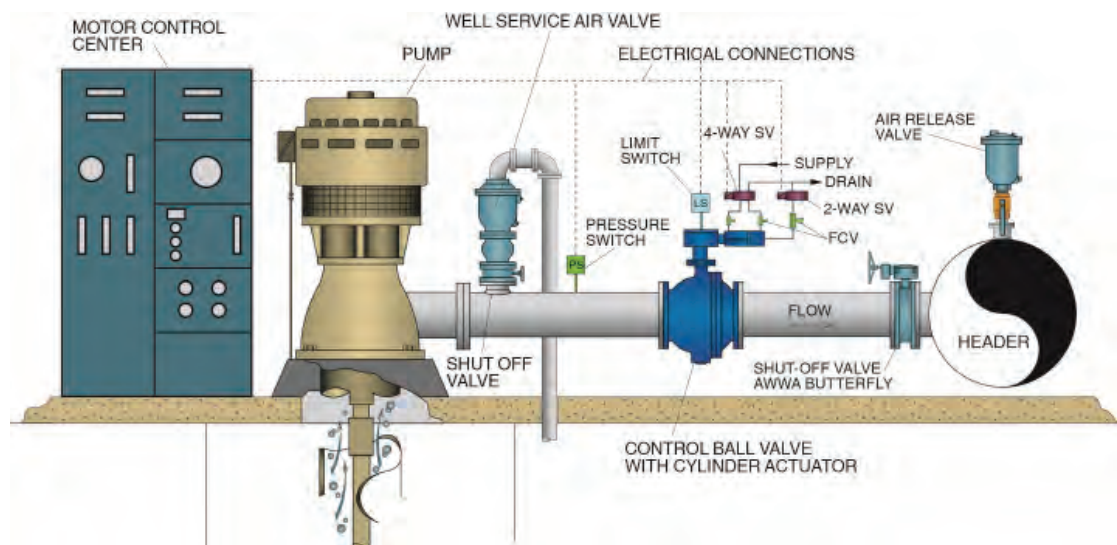 WELL SERVICE AIR VALVE
MOTOR CONTROL
CENTER
PUMP
ELECTRICAL CONNECTIONS
4-WAY SV
AIR RELEASE
VALVE
LIMIT
SWITCH
SUPPLY
DRAIN
LS
2-WAY SV
PRESSURE
SWITCH
FCV
PS
FLOW
HEADER
SHUT OFF
VALVE
SHUT-OFF VALVE
AWWA BUTTERFLY
CONTROL BALL VALVE
WITH CYLINDER ACTUATOR